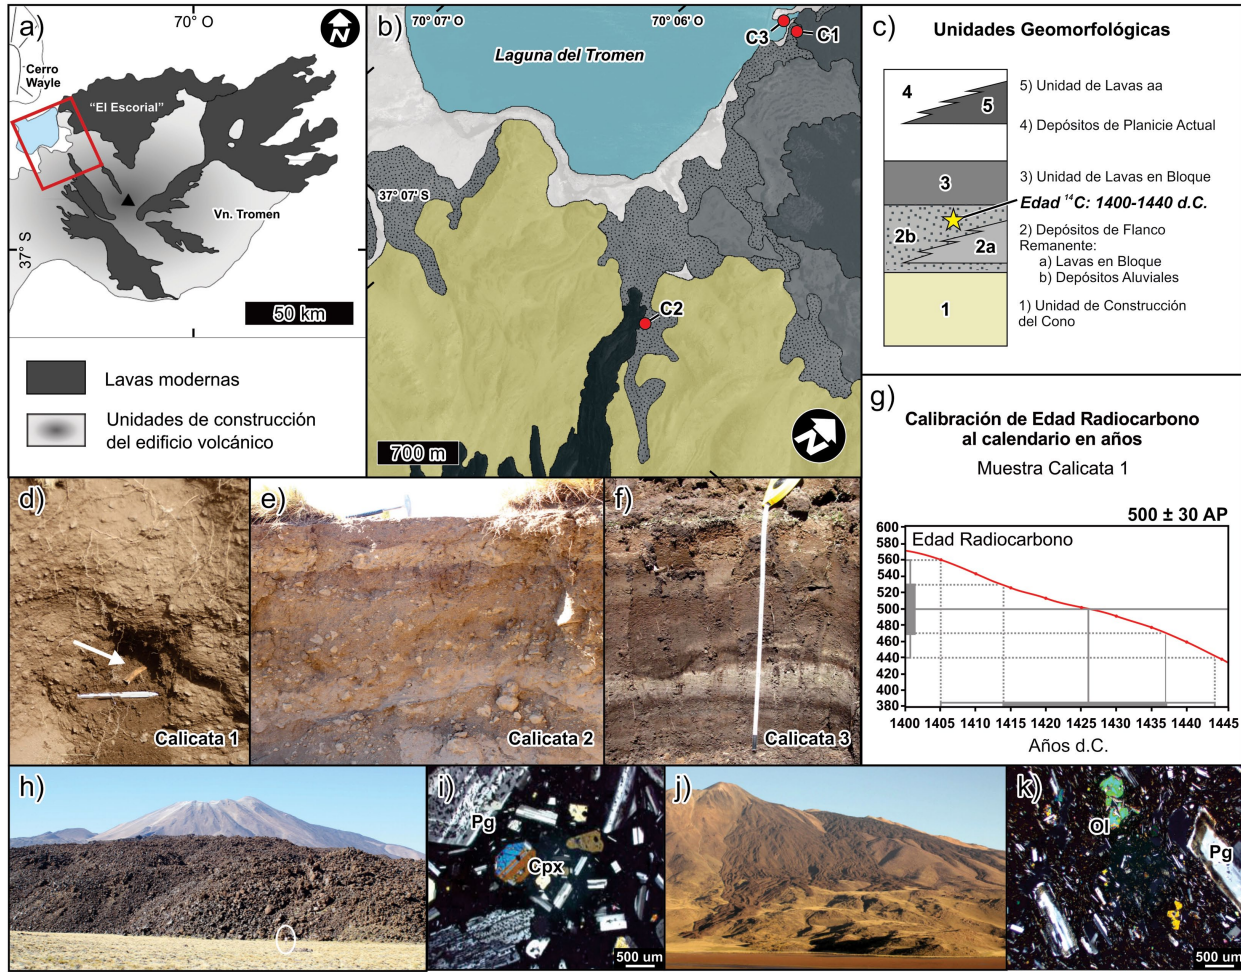 a)
70° O
N
Cerro
Wayle
“El Escorial”
Vn. Tromen
37° S
50 km
Lavas modernas
Unidades de construcción
del edificio volcánico
b)
70° 07' O
70° 06' O
C3
C1
Laguna del Tromen
37° 07' S
C2
700 m
N
c)
Unidades Geomorfológicas
4
5
3
2b
2a
1
5) Unidad de Lavas aa
4) Depósitos de Planicie Actual
3) Unidad de Lavas en Bloque
Edad ¹⁴C: 1400-1440 d.C.
2) Depósitos de Flanco
Remanente:
a) Lavas en Bloque
b) Depósitos Aluviales
1) Unidad de Construcción
del Cono
g)
Calibración de Edad Radiocarbono
al calendario en años
Muestra Calicata 1
500 ± 30 AP
Edad Radiocarbono
600
580
560
540
520
500
480
460
440
420
400
380
1400 1405 1415 1420 1425 1430 1435 1440 1445
Años d.C.
d)
Calicata 1
e)
Calicata 2
f)
Calicata 3
h)
i)
Pg
Cpx
500 um
j)
k)
Ol
Pg
500 um